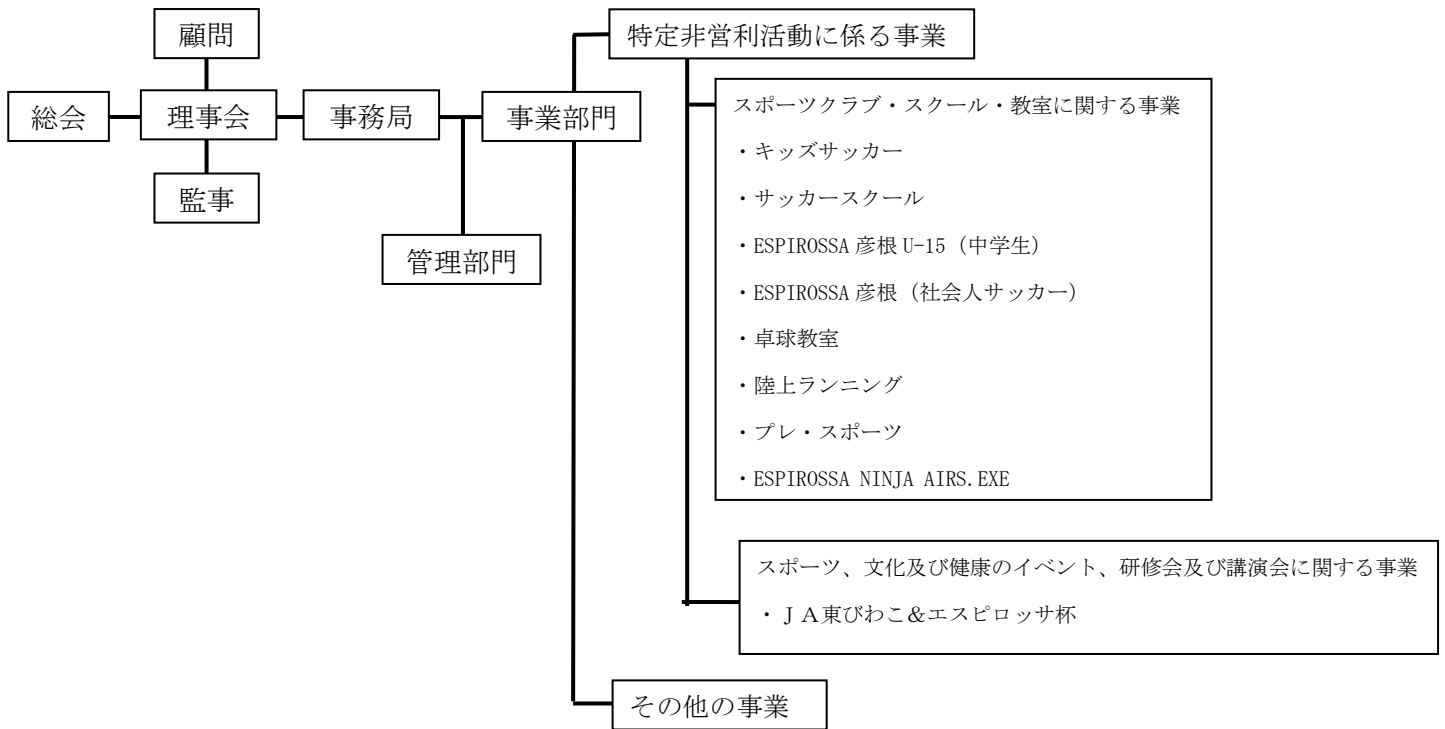 顧問
総会
理事会
事務局
事業部門
監事
管理部門
特定非営利活動に係る事業
スポーツクラブ・スクール・教室に関する事業
・キッズサッカー
・サッカースクール
・ESPIROSSA 彦根 U-15（中学生）
・ESPIROSSA 彦根（社会人サッカー）
・卓球教室
・陸上ランニング
・プレ・スポーツ
・ESPIROSSA NINJA AIRS.EXE
スポーツ、文化及び健康のイベント、研修会及び講演会に関する事業
・ＪＡ東びわこ&エスピロッサ杯
その他の事業